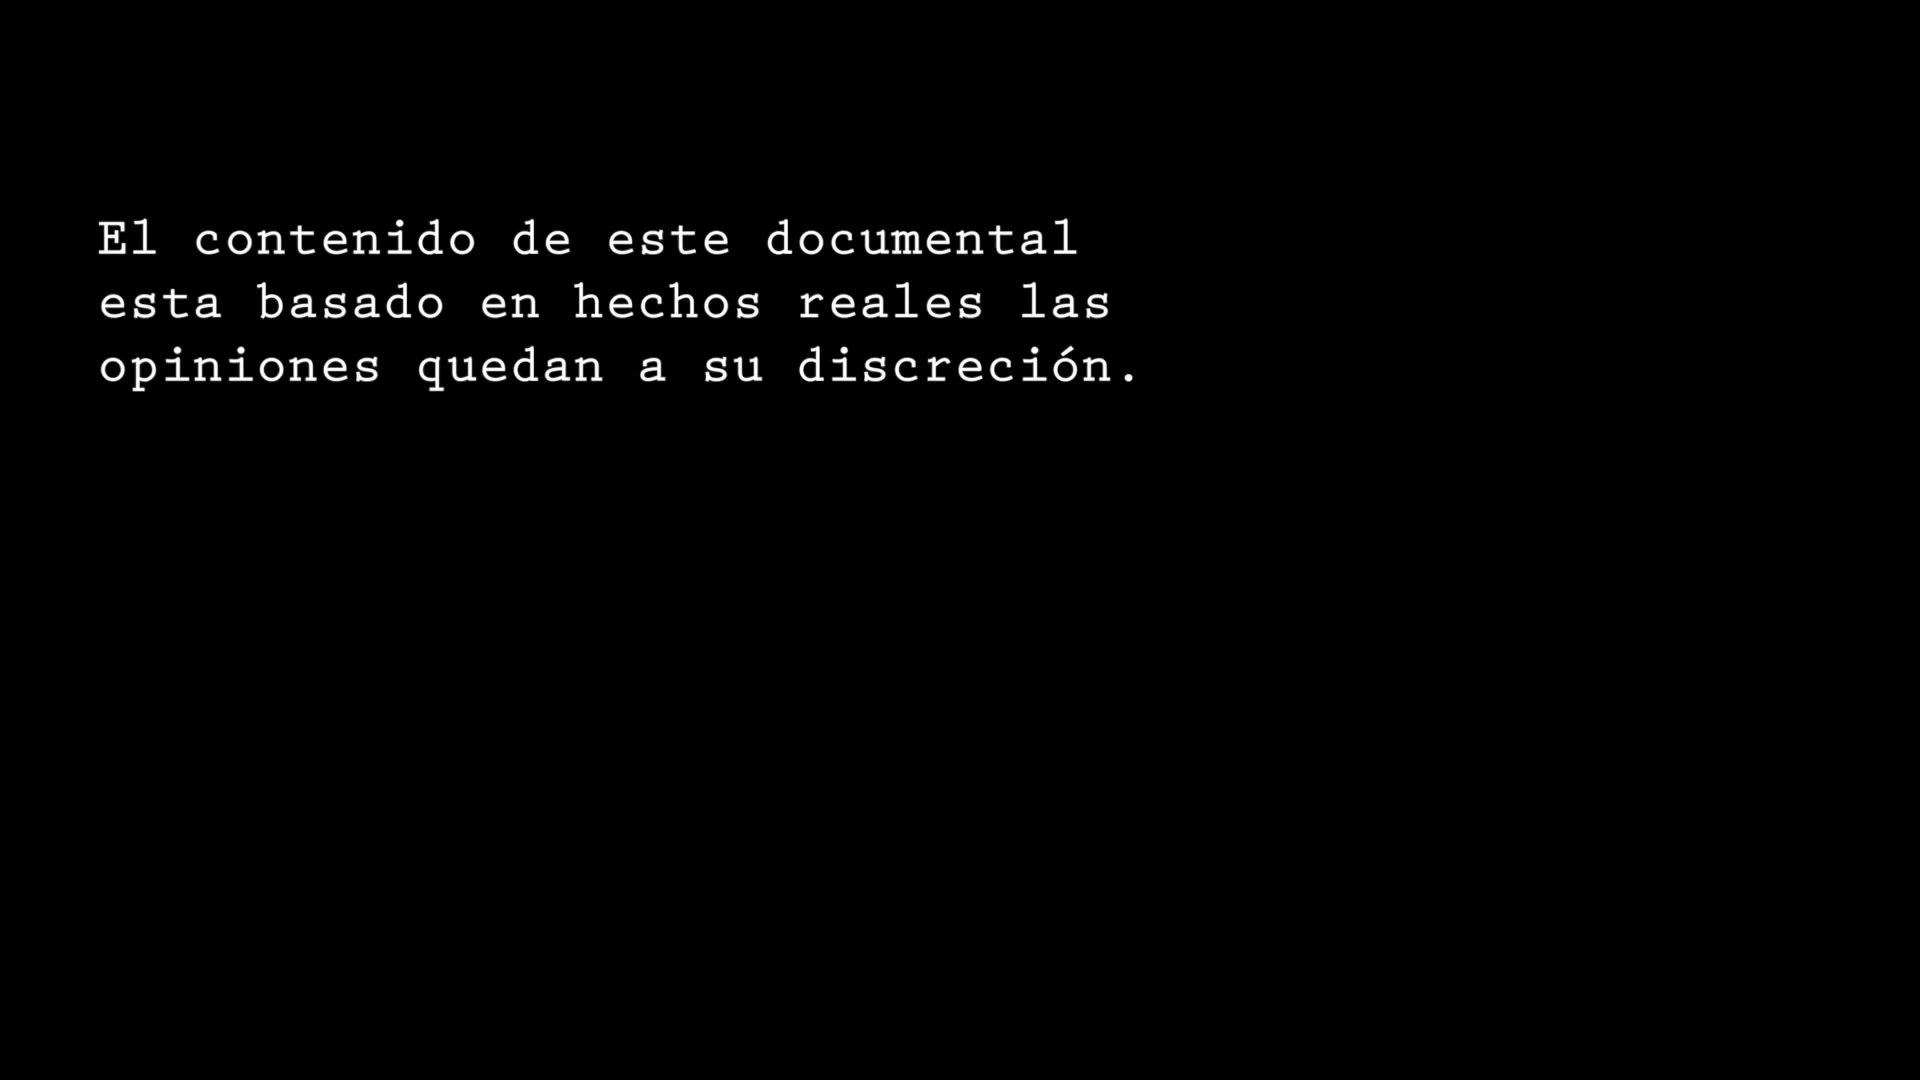 El contenido de este documental
esta basado en hechos reales las
opiniones quedan a su discreción.